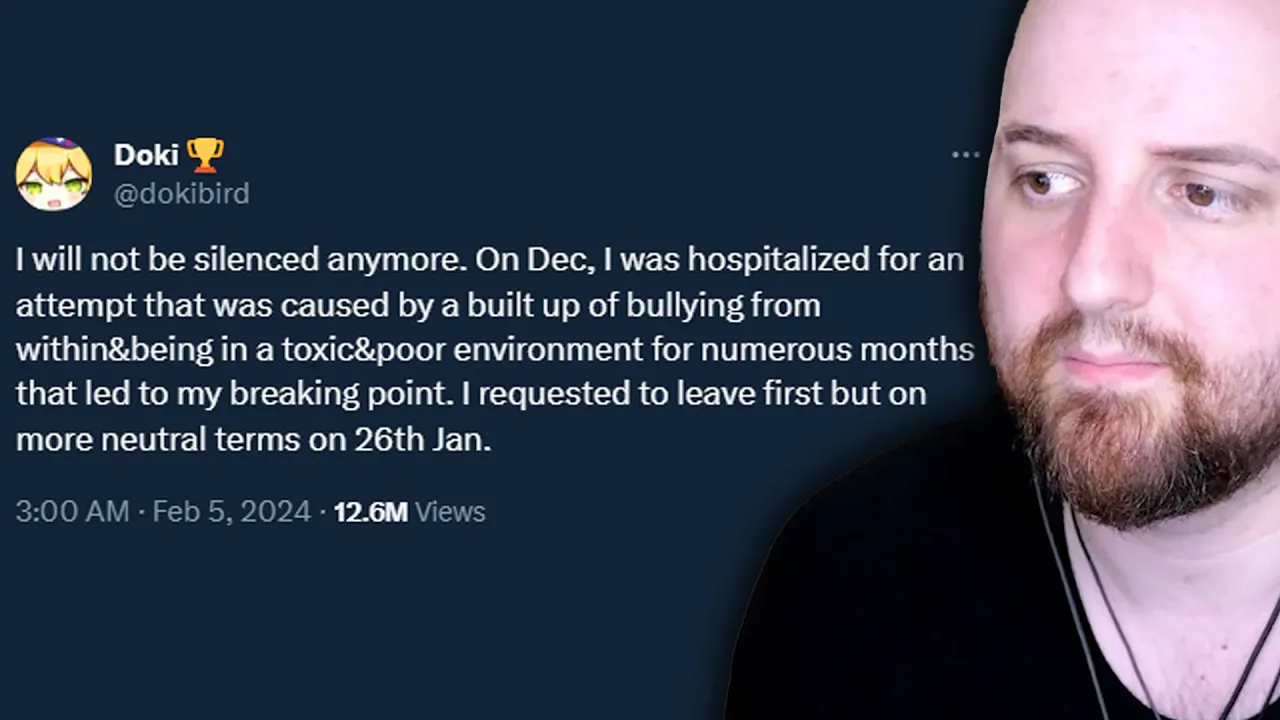 Doki 🏆
@dokibird
I will not be silenced anymore. On Dec, I was hospitalized for an
attempt that was caused by a built up of bullying from
within&being in a toxic&poor environment for numerous months
that led to my breaking point. I requested to leave first but on
more neutral terms on 26th Jan.
3:00 AM · Feb 5, 2024 · 12.6M Views